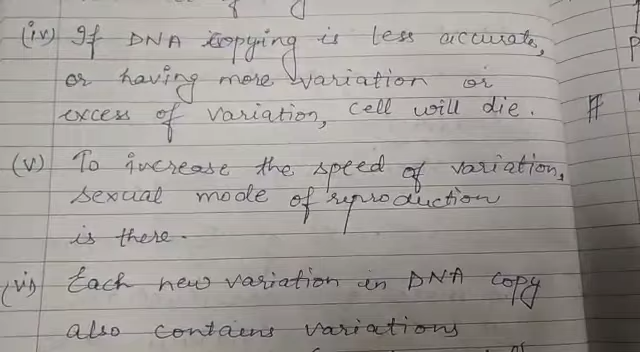 (iv) If DNA copying is less accurate,
or having more variation or
excess of variation, cell will die.
(v) To increase the speed of variation,
sexual mode of reproduction
is there.
(vi) Each new variation in DNA copy
also contains variations